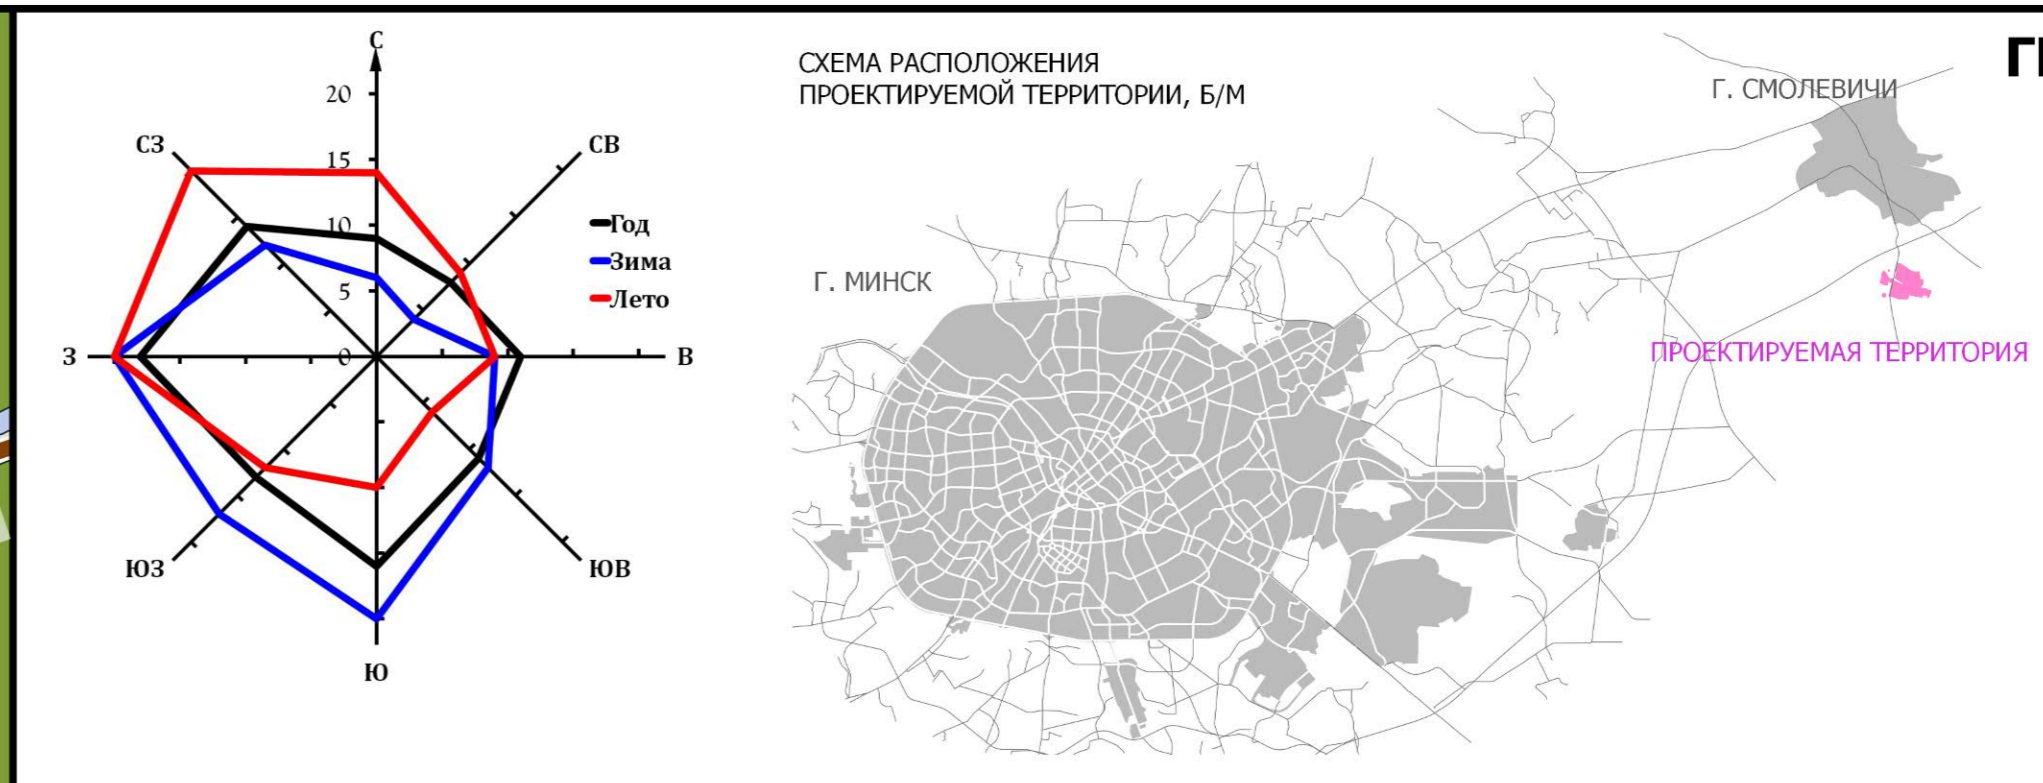 С
20
15
10
5
0
СЗ
СВ
З
В
ЮЗ
ЮВ
Ю
Год
Зима
Лето
СХЕМА РАСПОЛОЖЕНИЯ
ПРОЕКТИРУЕМОЙ ТЕРРИТОРИИ, Б/М
Г. СМОЛЕВИЧИ
Г. МИНСК
ПРОЕКТИРУЕМАЯ ТЕРРИТОРИЯ